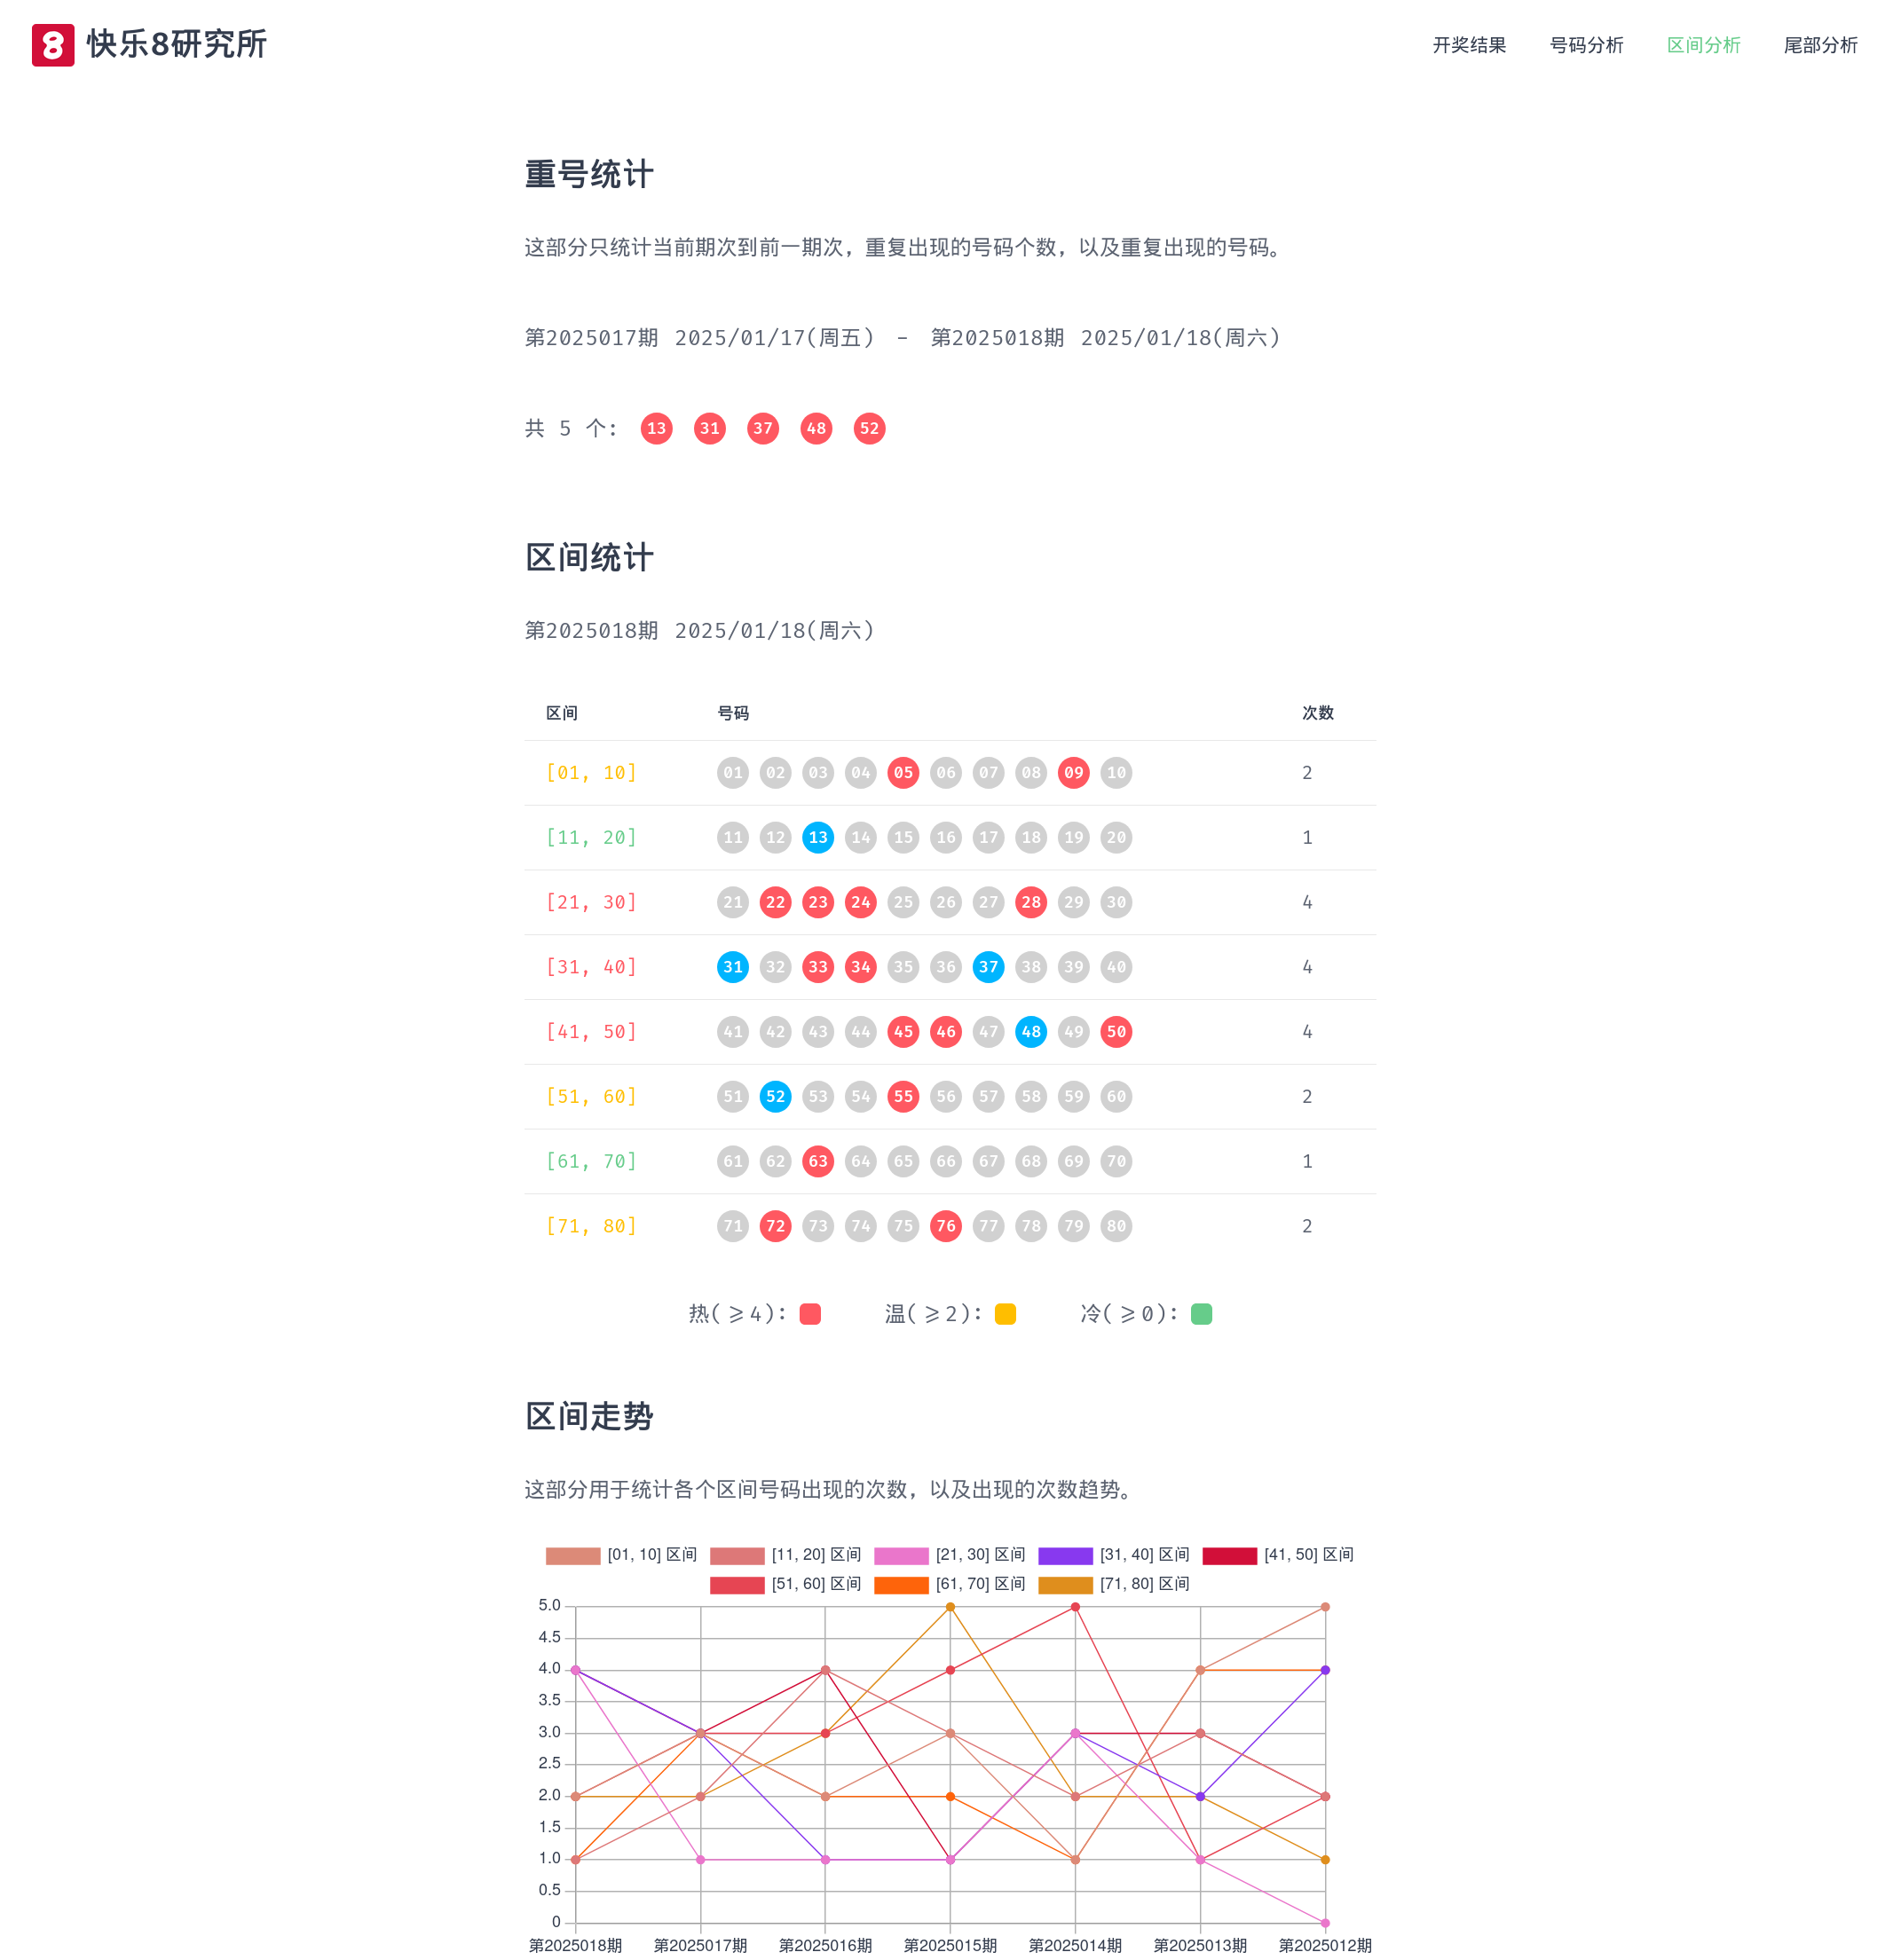 8 快乐8研究所 开奖结果 号码分析 区间分析 尾部分析
重号统计
这部分只统计当前期次到前一期次，重复出现的号码个数，以及重复出现的号码。
第2025017期 2025/01/17(周五) - 第2025018期 2025/01/18(周六)
共 5 个: 13 31 37 48 52
区间统计
第2025018期 2025/01/18(周六)
区间 号码 次数
[01, 10] 01 02 03 04 05 06 07 08 09 10 2
[11, 20] 11 12 13 14 15 16 17 18 19 20 1
[21, 30] 21 22 23 24 25 26 27 28 29 30 4
[31, 40] 31 32 33 34 35 36 37 38 39 40 4
[41, 50] 41 42 43 44 45 46 47 48 49 50 4
[51, 60] 51 52 53 54 55 56 57 58 59 60 2
[61, 70] 61 62 63 64 65 66 67 68 69 70 1
[71, 80] 71 72 73 74 75 76 77 78 79 80 2
热(≥4): 温(≥2): 冷(≥0):
区间走势
这部分用于统计各个区间号码出现的次数，以及出现的次数趋势。
[01, 10] 区间 [11, 20] 区间 [21, 30] 区间 [31, 40] 区间 [41, 50] 区间
[51, 60] 区间 [61, 70] 区间 [71, 80] 区间
5.0
4.5
4.0
3.5
3.0
2.5
2.0
1.5
1.0
0.5
0
第2025018期 第2025017期 第2025016期 第2025015期 第2025014期 第2025013期 第2025012期